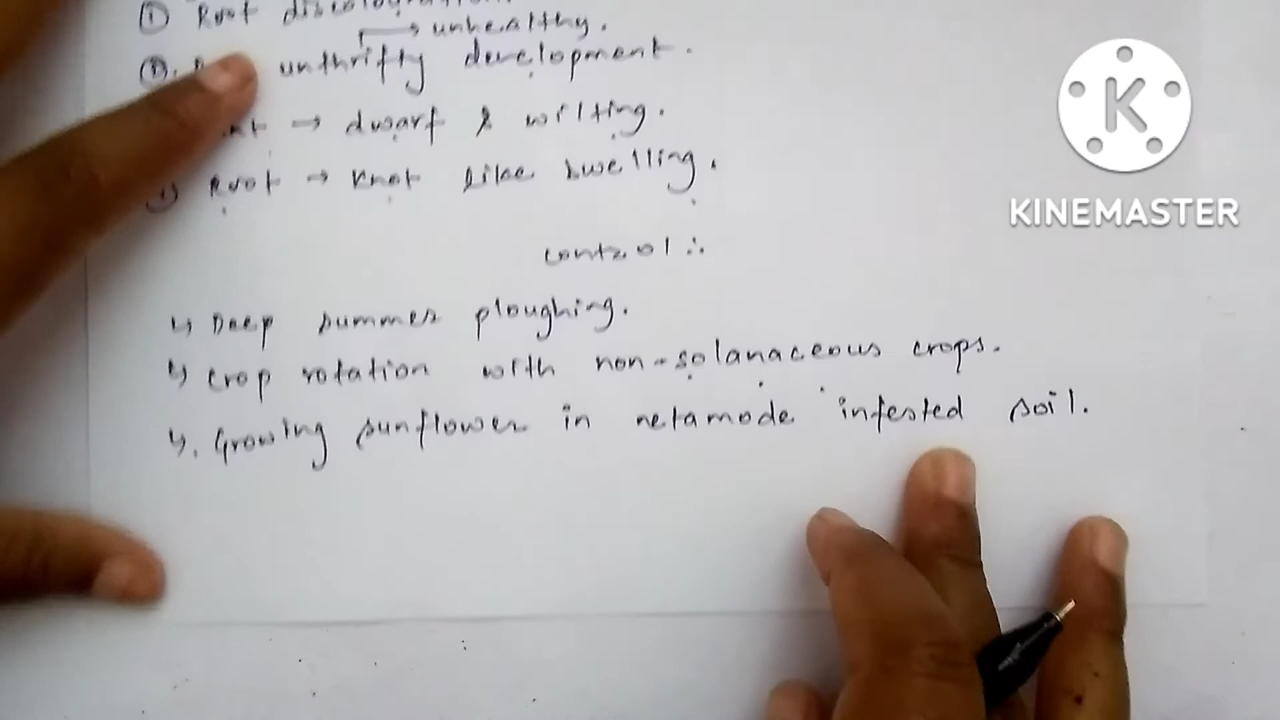 ① Root
→ unhealthy.
②. unthrifty development.
→ dwarf & wilting.
Root → Knot like swelling.
control :
↳ Deep summer ploughing.
↳ crop rotation with non-solanaceous crops.
↳. Growing sunflower in netamode infested soil.
K
KINEMASTER